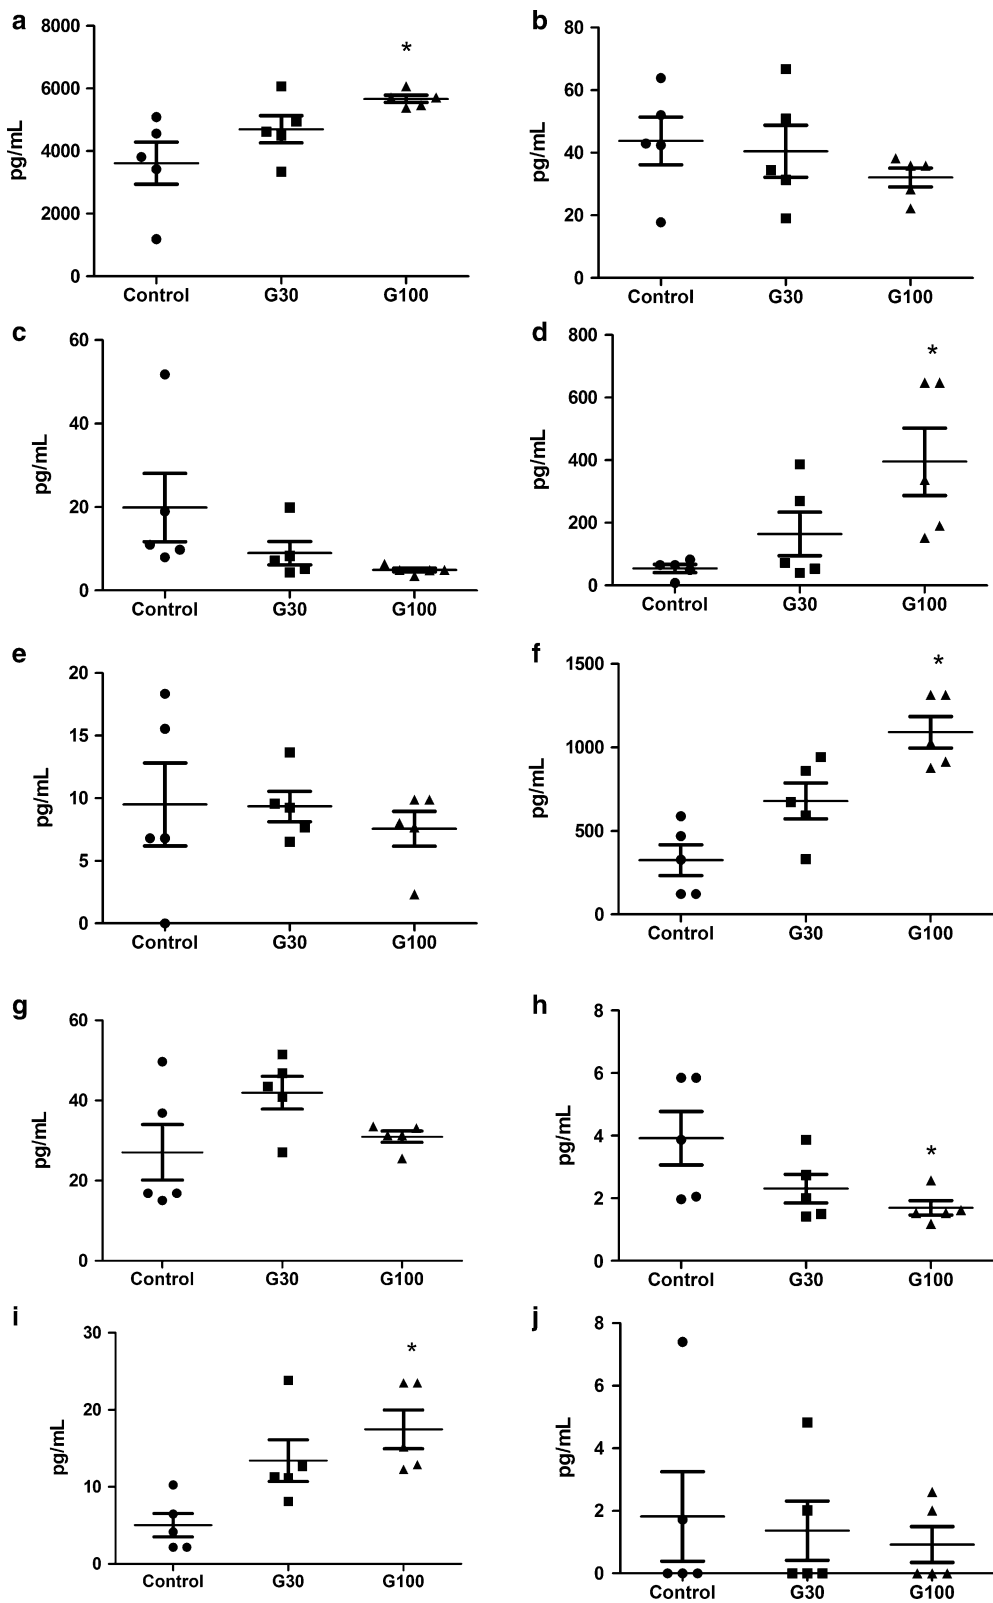 a
8000
6000
4000
2000
0
pg/mL
*
Control G30 G100
b
80
60
40
20
0
pg/mL
Control G30 G100
c
60
40
20
0
pg/mL
Control G30 G100
d
800
600
400
200
0
pg/mL
*
Control G30 G100
e
20
15
10
5
0
pg/mL
Control G30 G100
f
1500
1000
500
0
pg/mL
*
Control G30 G100
g
60
40
20
0
pg/mL
Control G30 G100
h
8
6
4
2
0
pg/mL
*
Control G30 G100
i
30
20
10
0
pg/mL
*
Control G30 G100
j
8
6
4
2
0
pg/mL
Control G30 G100